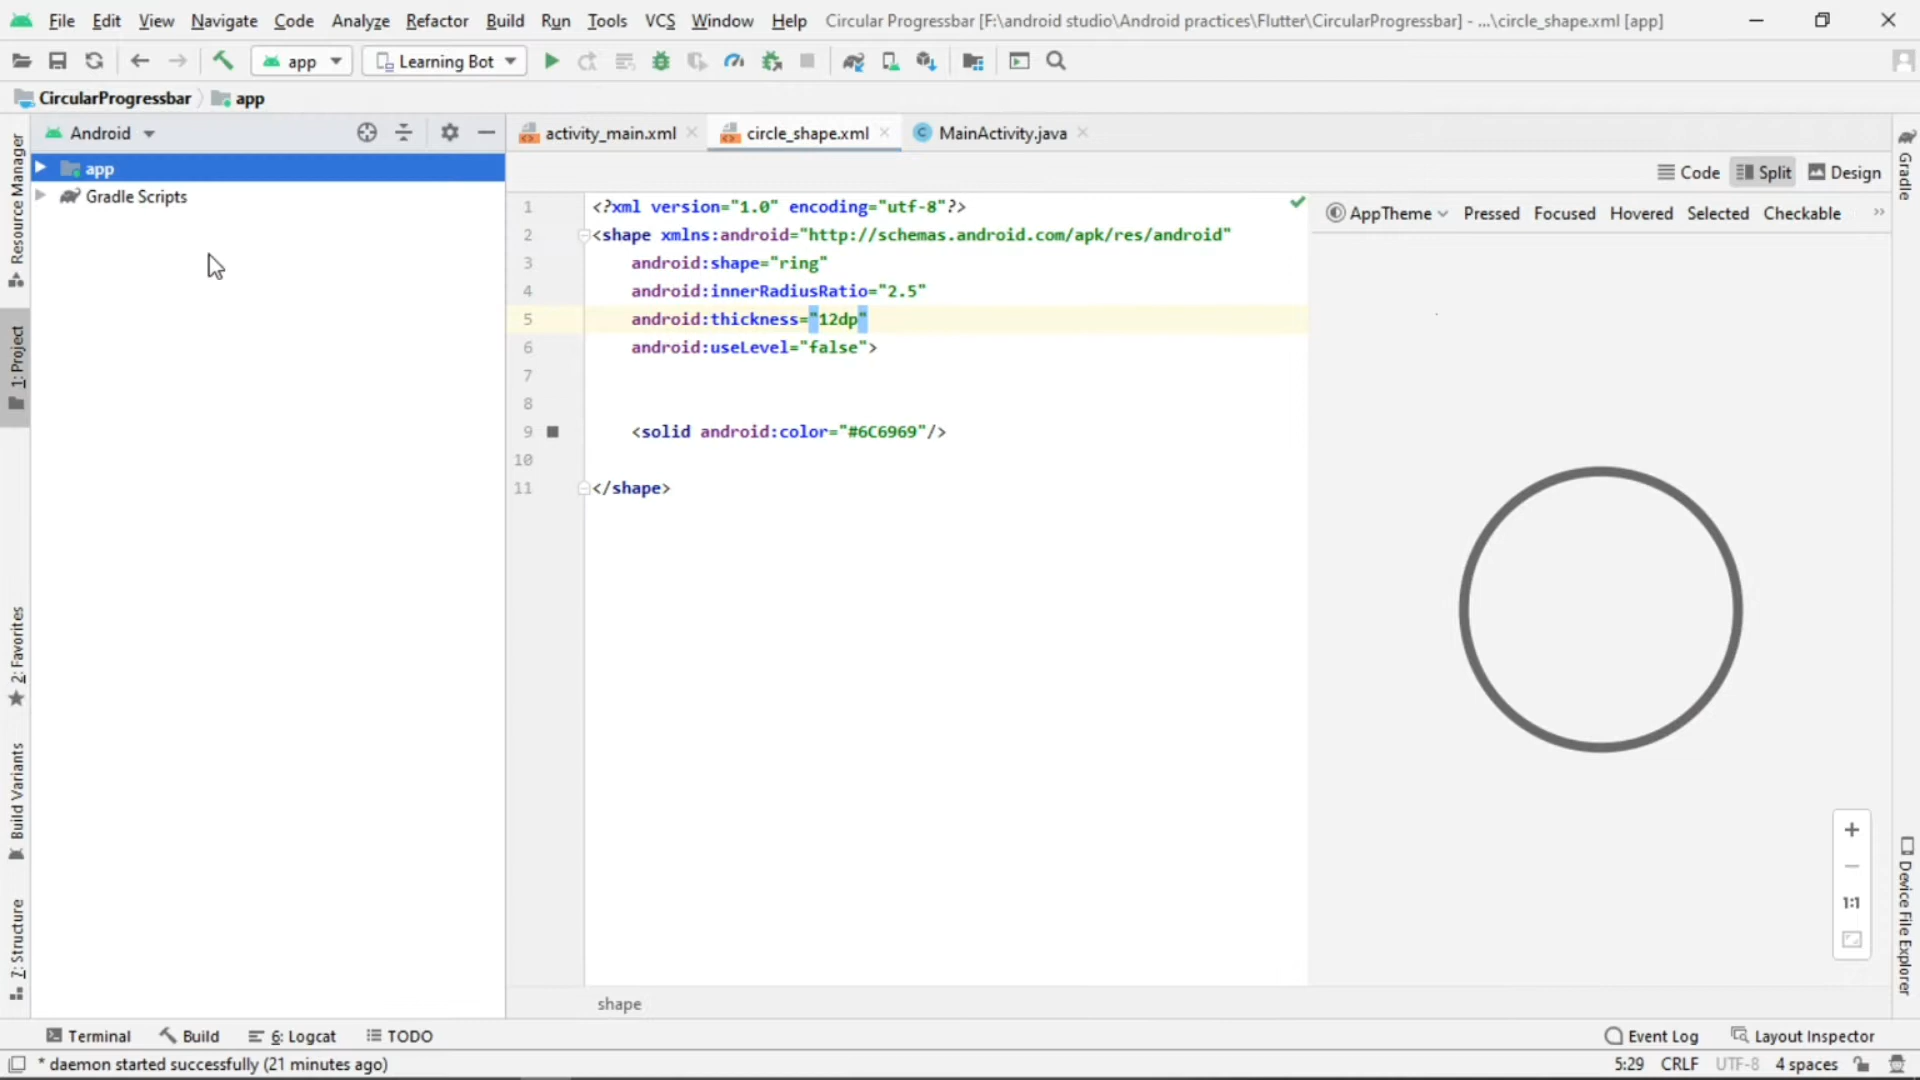 File Edit View Navigate Code Analyze Refactor Build Run Tools VCS Window Help Circular Progressbar [F:\android studio\Android practices\Flutter\CircularProgressbar] - ...\circle_shape.xml [app]
app Learning Bot
CircularProgressbar app
Android
activity_main.xml circle_shape.xml MainActivity.java
Code Split Design
app
Gradle Scripts
AppTheme Pressed Focused Hovered Selected Checkable
1 <?xml version="1.0" encoding="utf-8"?>
2 <shape xmlns:android="http://schemas.android.com/apk/res/android"
3 android:shape="ring"
4 android:innerRadiusRatio="2.5"
5 android:thickness="12dp"
6 android:useLevel="false">
7
8
9 <solid android:color="#6C6969"/>
10
11 </shape>
shape
1:1
Resource Manager
1: Project
2: Favorites
Build Variants
7: Structure
Gradle
Device File Explorer
Terminal Build 6: Logcat TODO Event Log Layout Inspector
* daemon started successfully (21 minutes ago) 5:29 CRLF UTF-8 4 spaces